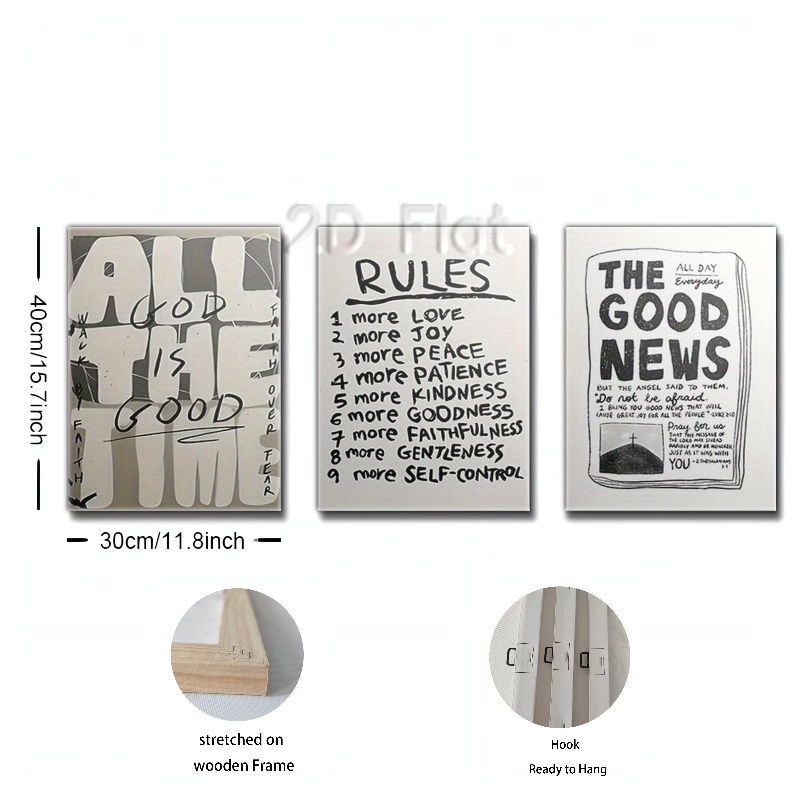 2.D Flat
40cm/15.7inch
30cm/11.8inch
ALL
THE
TIME
GOD
IS
GOOD
WALK BY FAITH
FAITH OVER FEAR
RULES
1 more LOVE
2 more JOY
3 more PEACE
4 more PATIENCE
5 more KINDNESS
6 more GOODNESS
7 more FAITHFULNESS
8 more GENTLENESS
9 more SELF-CONTROL
THE
GOOD
NEWS
ALL DAY
Everyday
BUT THE ANGEL SAID TO THEM,
"Do not be afraid.
I BRING YOU GOOD NEWS THAT WILL
CAUSE GREAT JOY FOR ALL THE PEOPLE" -LUKE 2:10
Pray for us
THAT THE MESSAGE OF
THE LORD MAY SPREAD
RAPIDLY AND BE HONORED,
JUST AS IT WAS WITH
YOU -2 THESSALONIANS
stretched on
wooden Frame
Hook
Ready to Hang